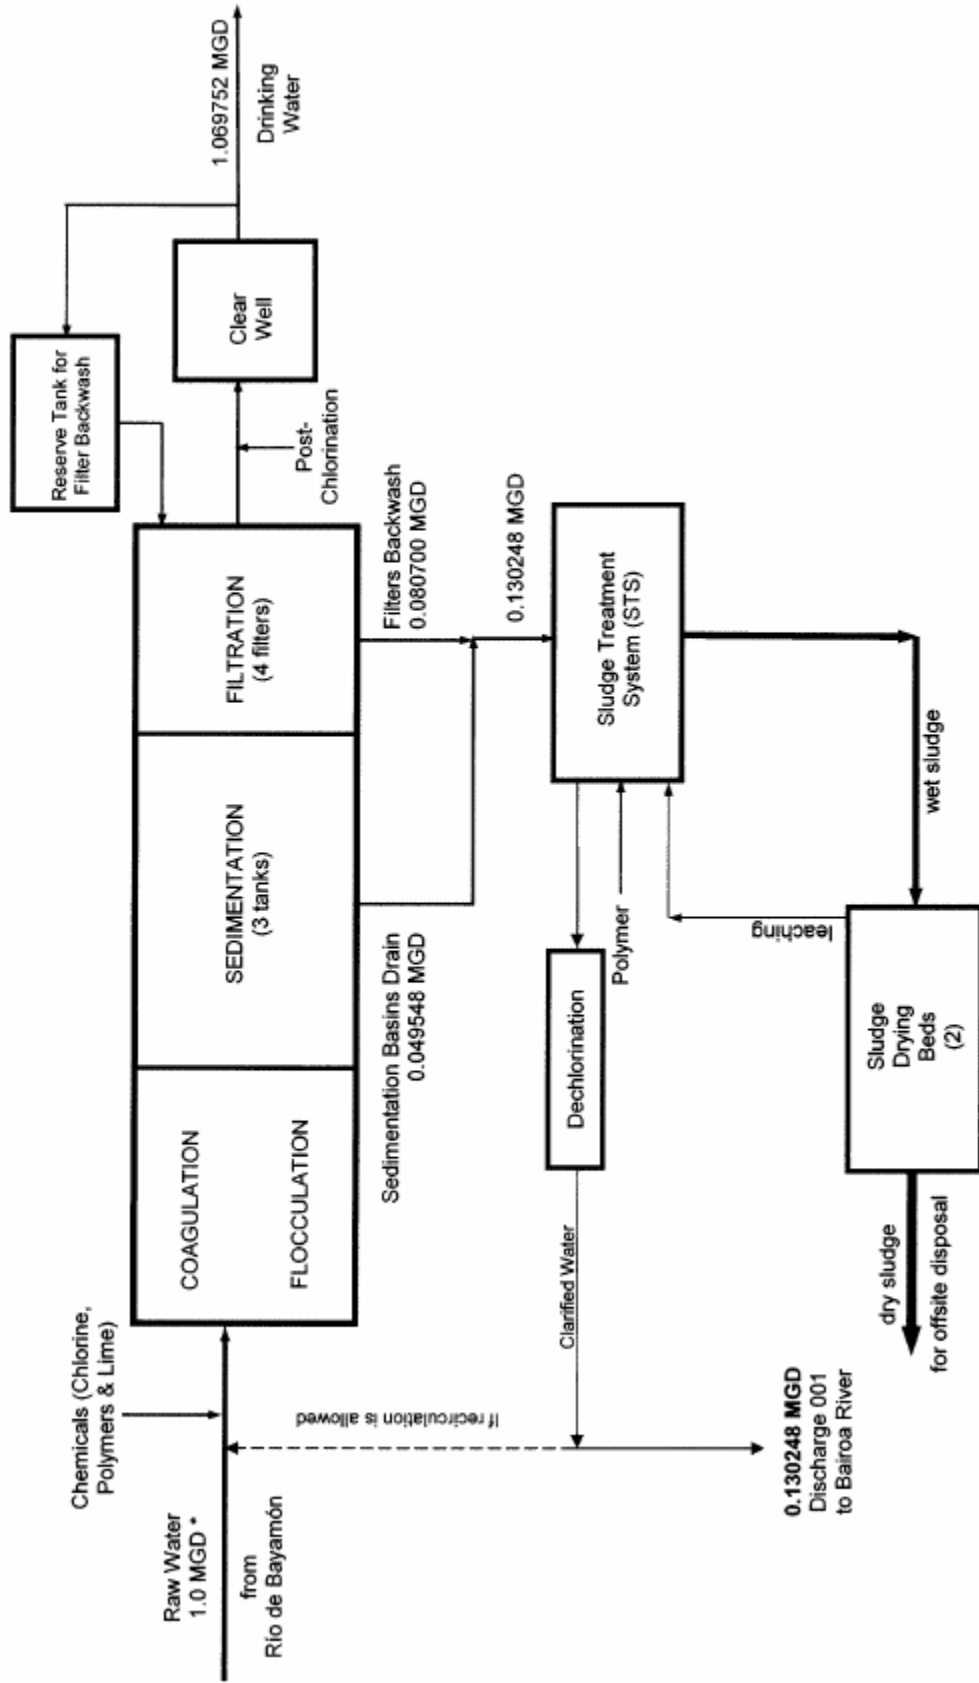 Chemicals (Chlorine,
Polymers & Lime)
Raw Water
1.0 MGD *
from
Río de Bayamón
COAGULATION
FLOCCULATION
SEDIMENTATION
(3 tanks)
FILTRATION
(4 filters)
Reserve Tank for
Filter Backwash
Post-
Chlorination
Clear
Well
1.069752 MGD
Drinking
Water
Sedimentation Basins Drain
0.049548 MGD
Filters Backwash
0.080700 MGD
0.130248 MGD
If recirculation is allowed
Clarified Water
Dechlorination
Polymer
Sludge Treatment
System (STS)
0.130248 MGD
Discharge 001
to Bairoa River
leaching
wet sludge
Sludge
Drying
Beds
(2)
dry sludge
for offsite disposal